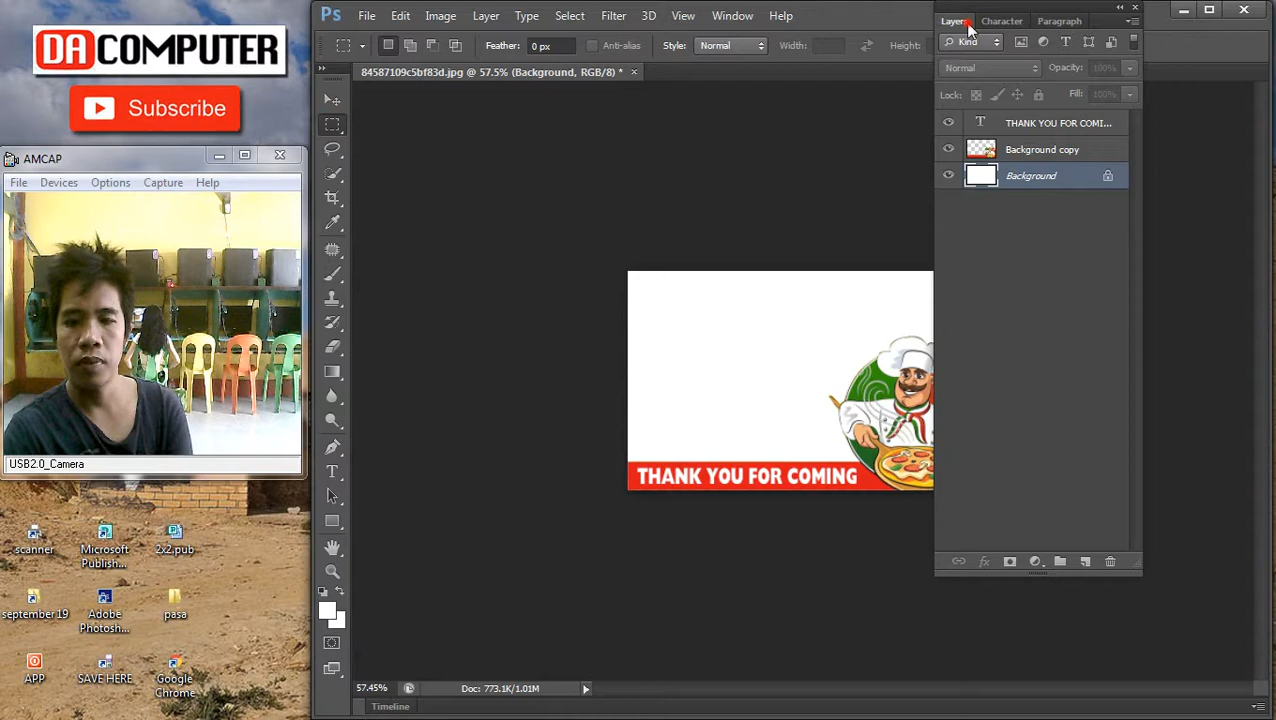 DACOMPUTER
Subscribe
AMCAP
File Devices Options Capture Help
USB2.0_Camera
scanner
Microsoft Publish...
2x2.pub
september 19
Adobe Photosh...
pasa
APP
SAVE HERE
Google Chrome
Ps File Edit Image Layer Type Select Filter 3D View Window Help
Feather: 0 px Anti-alias Style: Normal Width: Height:
84587109c5bf83d.jpg @ 57.5% (Background, RGB/8) *
THANK YOU FOR COMING
Layers Character Paragraph
Kind
Normal Opacity: 100%
Lock: Fill: 100%
T THANK YOU FOR COMI...
Background copy
Background
fx
57.45% Doc: 773.1K/1.01M
Timeline